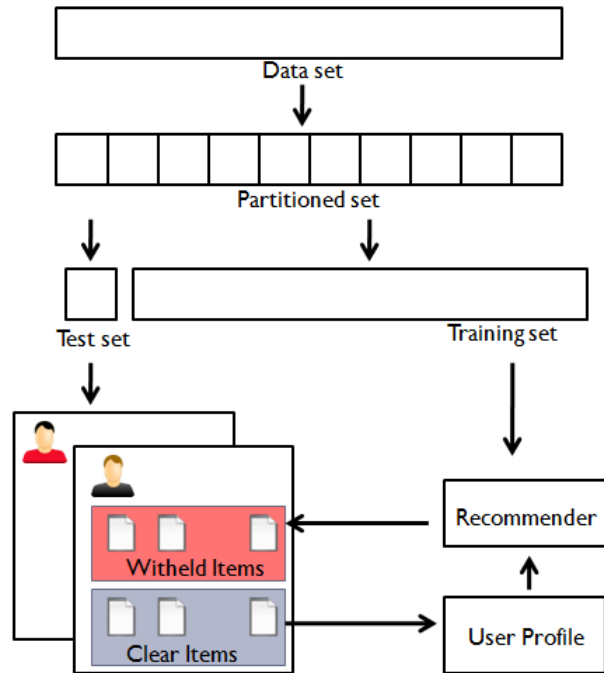 Data set
Partitioned set
Test set
Training set
Recommender
Witheld Items
User Profile
Clear Items